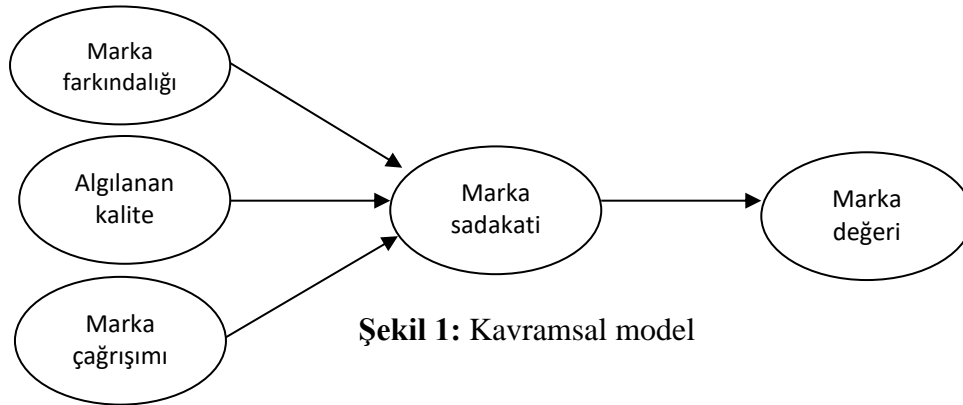 Marka
farkındalığı
Algılanan
kalite
Marka
çağrışımı
Marka
sadakati
Marka
değeri
Şekil 1: Kavramsal model